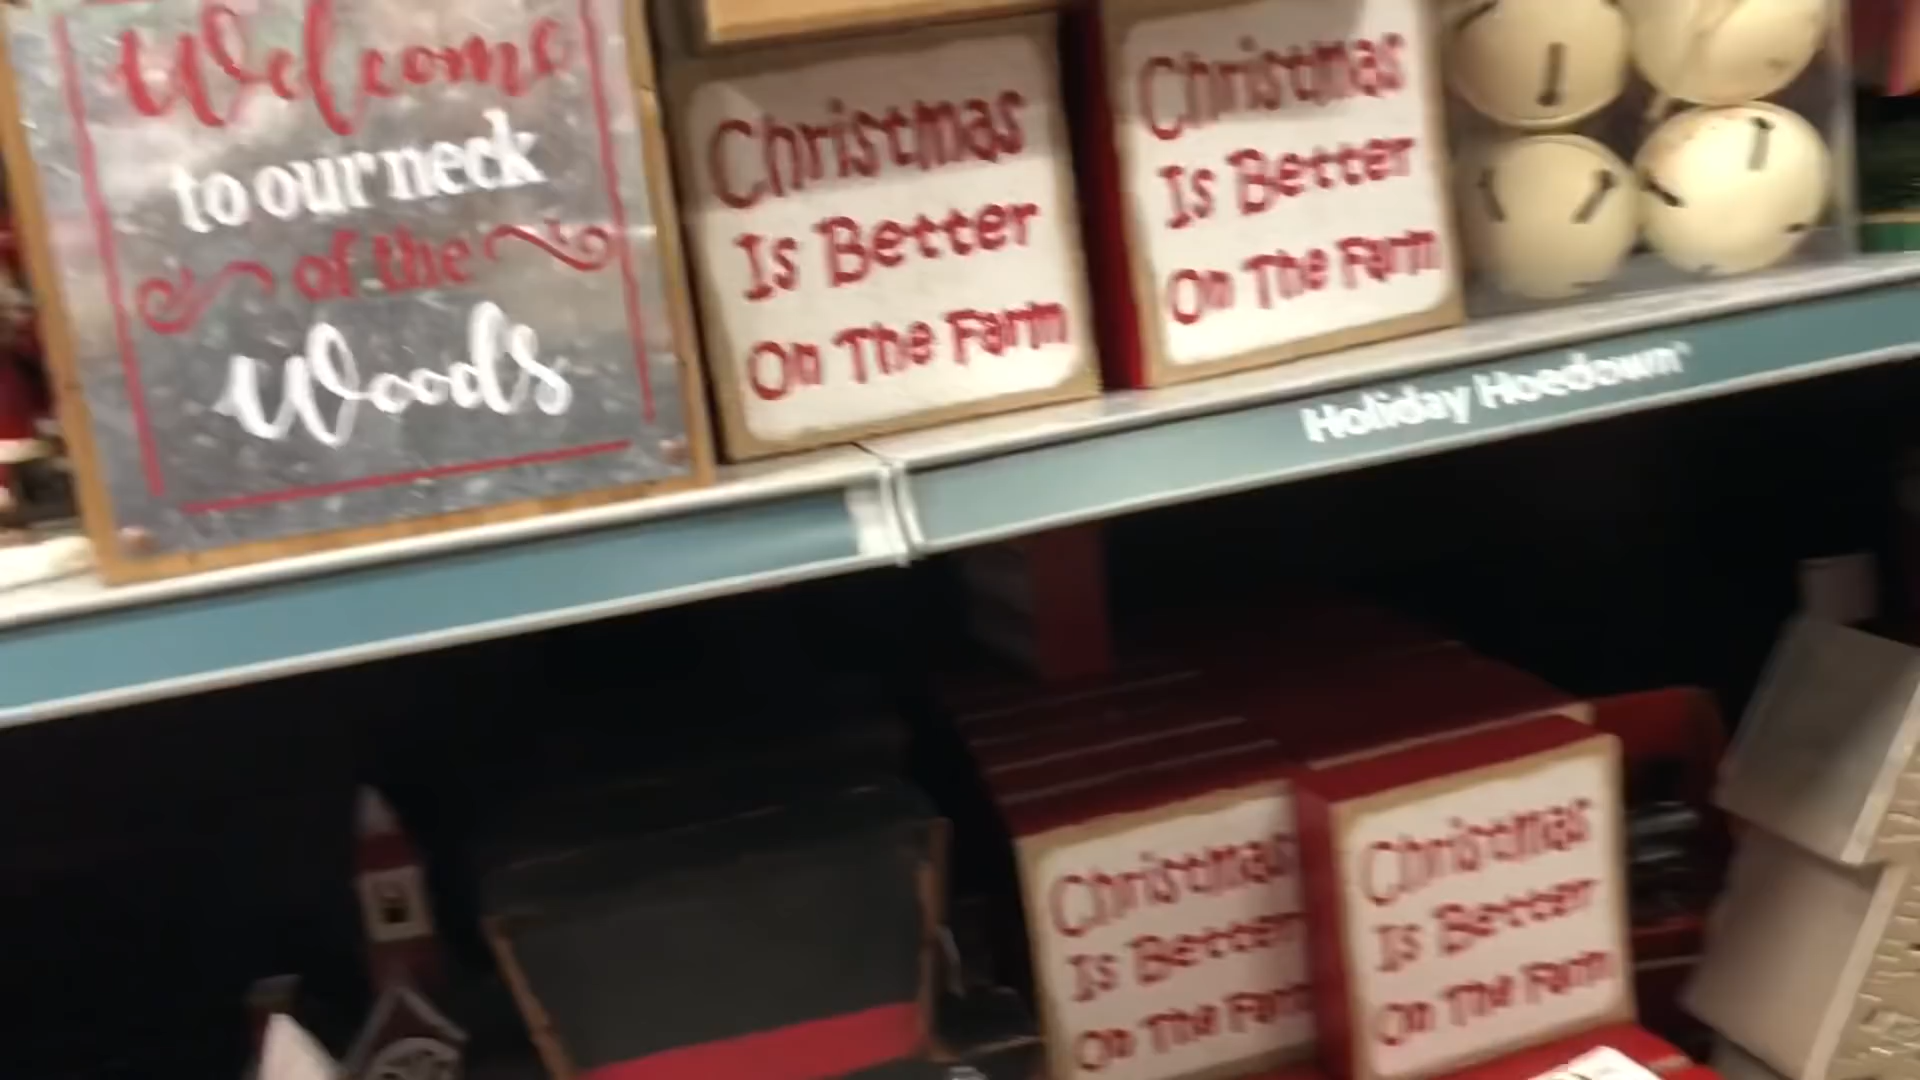 Welcome
to our neck
of the
Woods
Christmas
Is Better
On The Farm
Christmas
Is Better
On The Farm
Holiday Hoedown
Christmas
Is Better
On The Farm
Christmas
Is Better
On The Farm